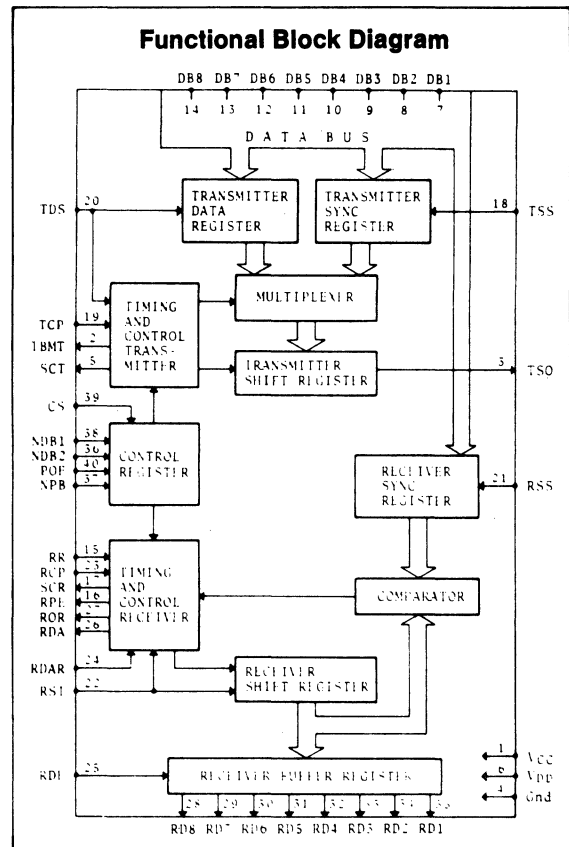 Functional Block Diagram
DB8 DB7 DB6 DB5 DB4 DB3 DB2 DB1
14 13 12 11 10 9 8 7
DATA BUS
TDS 20
TRANSMITTER
DATA
REGISTER
TRANSMITTER
SYNC
REGISTER
18 TSS
TIMING
AND
CONTROL
TRANS-
MITTER
MULTIPLEXER
TCP 19
TBMT 2
SCT 5
TRANSMITTER
SHIFT REGISTER
3 TSO
CS 39
NDB1 38
NDB2 36
POE 40
NPB 37
CONTROL
REGISTER
RECEIVER
SYNC
REGISTER
21 RSS
RR 15
RCP 23
SCR 17
RPE 16
ROR 27
RDA 26
TIMING
AND
CONTROL
RECEIVER
COMPARATOR
RDAR 24
RSI 22
RECEIVER
SHIFT REGISTER
1 VCC
6 VDD
4 Gnd
RDE 25
RECEIVER BUFFER REGISTER
28 29 30 31 32 33 34 35
RD8 RD7 RD6 RD5 RD4 RD3 RD2 RD1